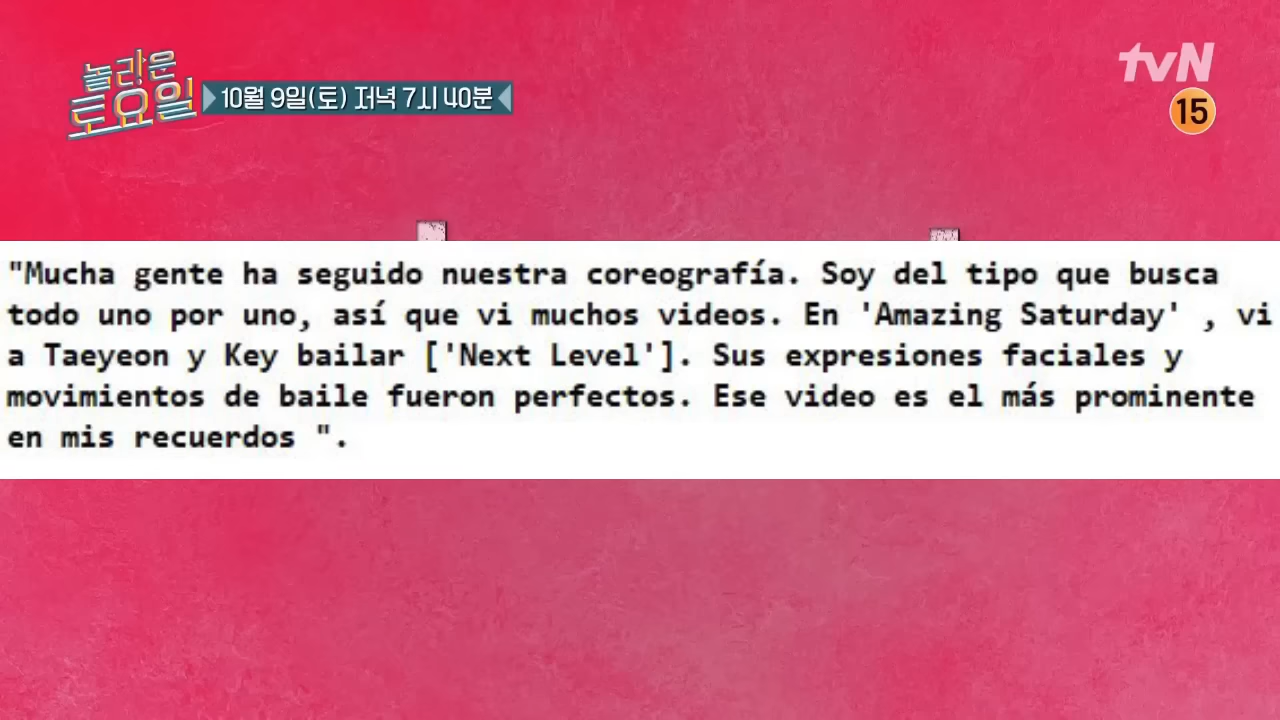 놀라운
토요일
10월 9일(토) 저녁 7시 40분
tvN
15
"Mucha gente ha seguido nuestra coreografía. Soy del tipo que busca
todo uno por uno, así que vi muchos videos. En 'Amazing Saturday' , vi
a Taeyeon y Key bailar ['Next Level']. Sus expresiones faciales y
movimientos de baile fueron perfectos. Ese video es el más prominente
en mis recuerdos ".